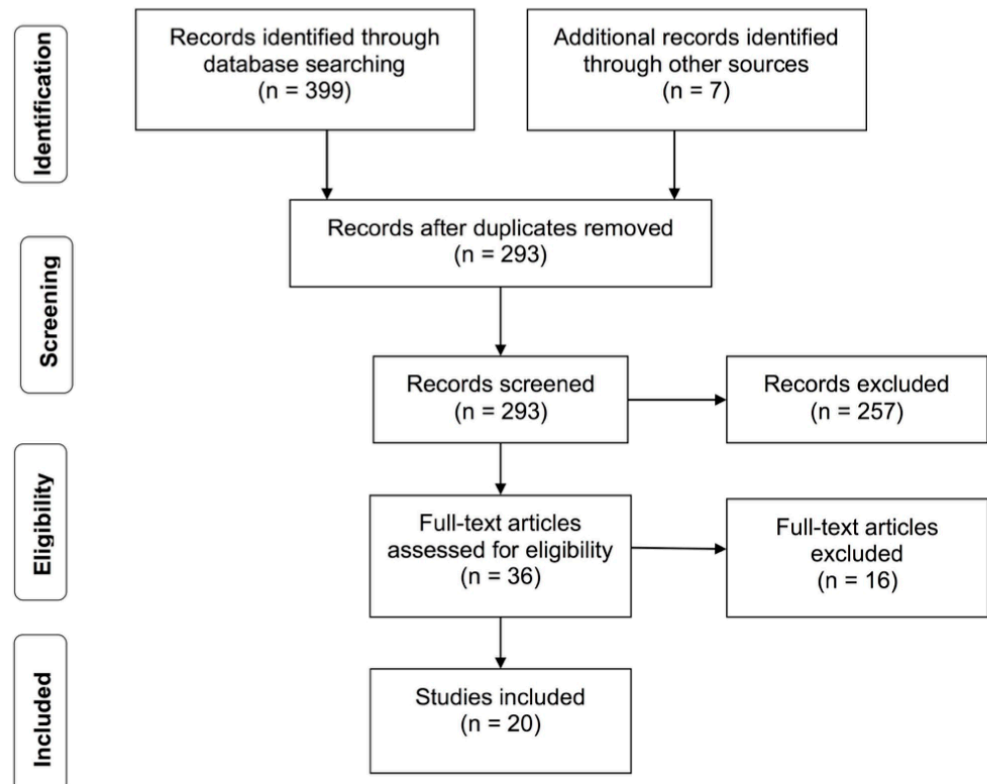 Identification
Records identified through
database searching
(n = 399)
Additional records identified
through other sources
(n = 7)
Screening
Records after duplicates removed
(n = 293)
Records screened
(n = 293)
Records excluded
(n = 257)
Eligibility
Full-text articles
assessed for eligibility
(n = 36)
Full-text articles
excluded
(n = 16)
Included
Studies included
(n = 20)